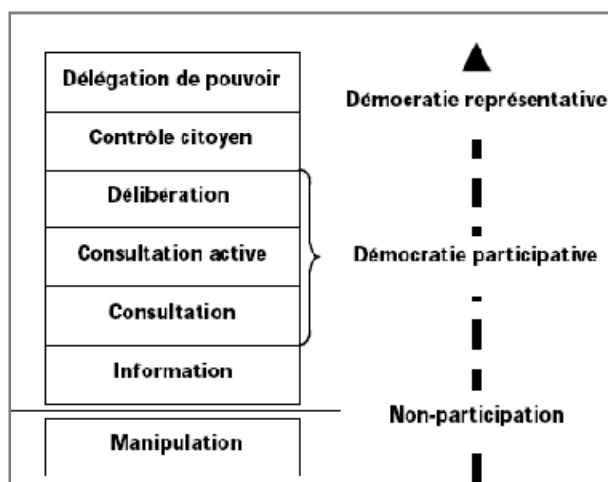 Délégation de pouvoir
Démocratie représentative
Contrôle citoyen
Délibération
Consultation active
Démocratie participative
Consultation
Information
Non-participation
Manipulation